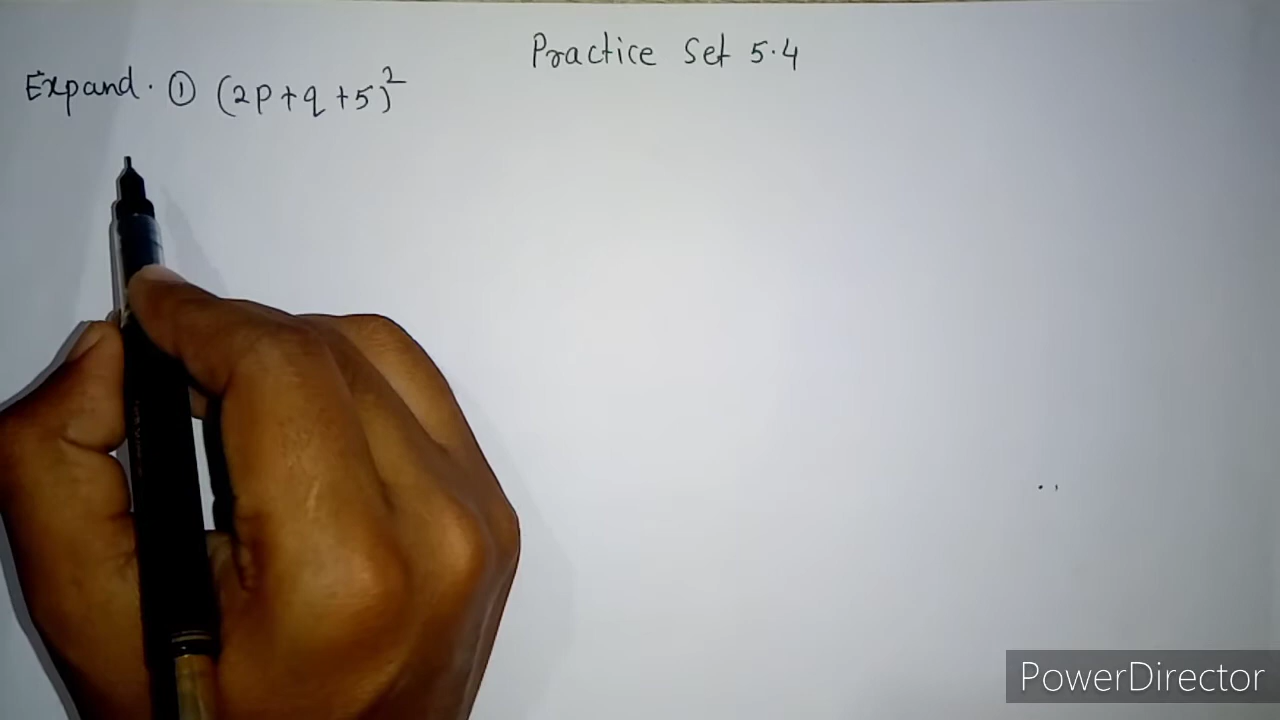 Practice Set 5.4
Expand. ① (2p+q+5)²
PowerDirector